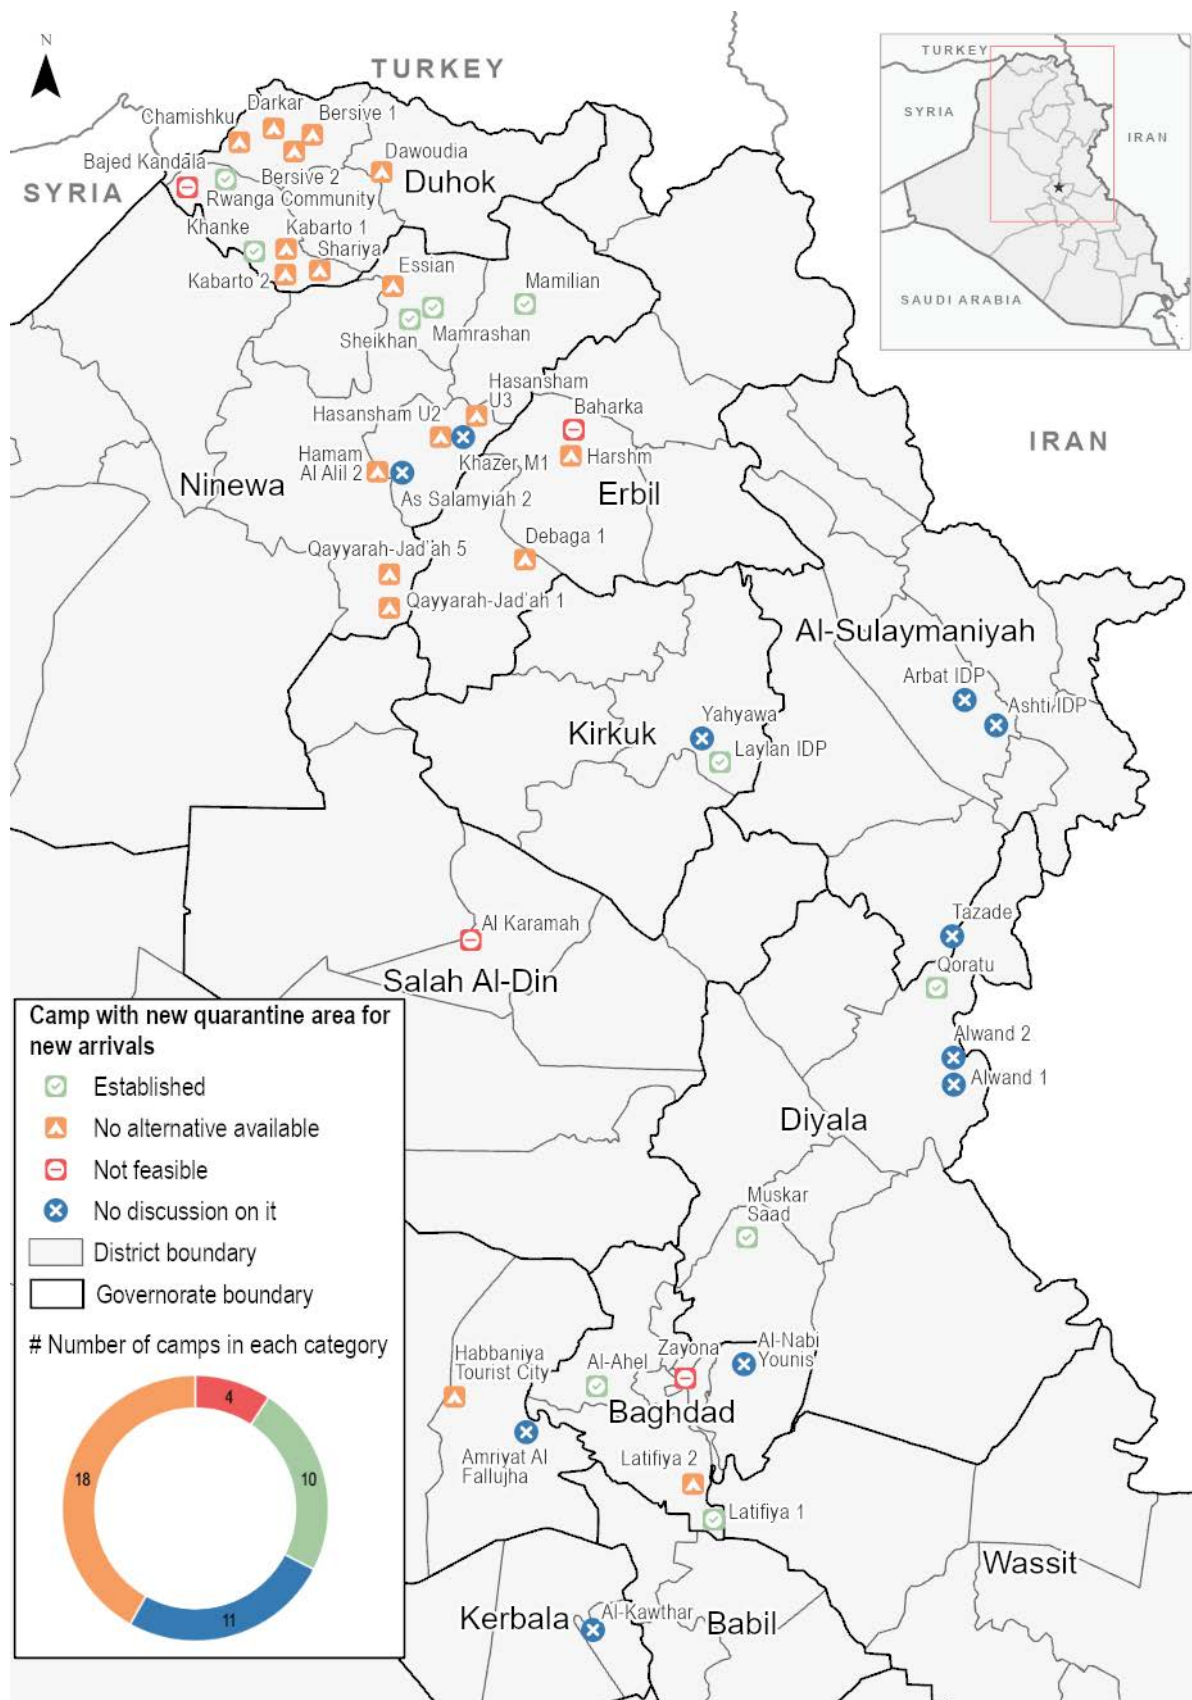 N
TURKEY
SYRIA
IRAN
TURKEY
SYRIA
IRAN
SAUDI ARABIA
Darkar
Chamishku
Bersive 1
Bajed Kandala
Bersive 2
Dawoudia
Duhok
Rwanga Community
Khanke
Kabarto 1
Shariya
Kabarto 2
Essian
Mamilian
Sheikhan
Mamrashan
Hasansham
U3
Hasansham U2
Baharka
Hamam
Al Alil 2
Khazer M1
Harshm
Ninewa
As Salamyiah 2
Erbil
Debaga 1
Qayyarah-Jad'ah 5
Qayyarah-Jad'ah 1
Al-Sulaymaniyah
Arbat IDP
Ashti IDP
Kirkuk
Yahyawa
Laylan IDP
Al Karamah
Salah Al-Din
Tazade
Qoratu
Alwand 2
Alwand 1
Diyala
Muskar
Saad
Habbaniya
Tourist City
Al-Ahel
Zayona
Al-Nabi
Younis
Baghdad
Amriyat Al
Fallujha
Latifiya 2
Latifiya 1
Wassit
Kerbala
Al-Kawthar
Babil
Camp with new quarantine area for
new arrivals
Established
No alternative available
Not feasible
No discussion on it
District boundary
Governorate boundary
# Number of camps in each category
4
10
18
11